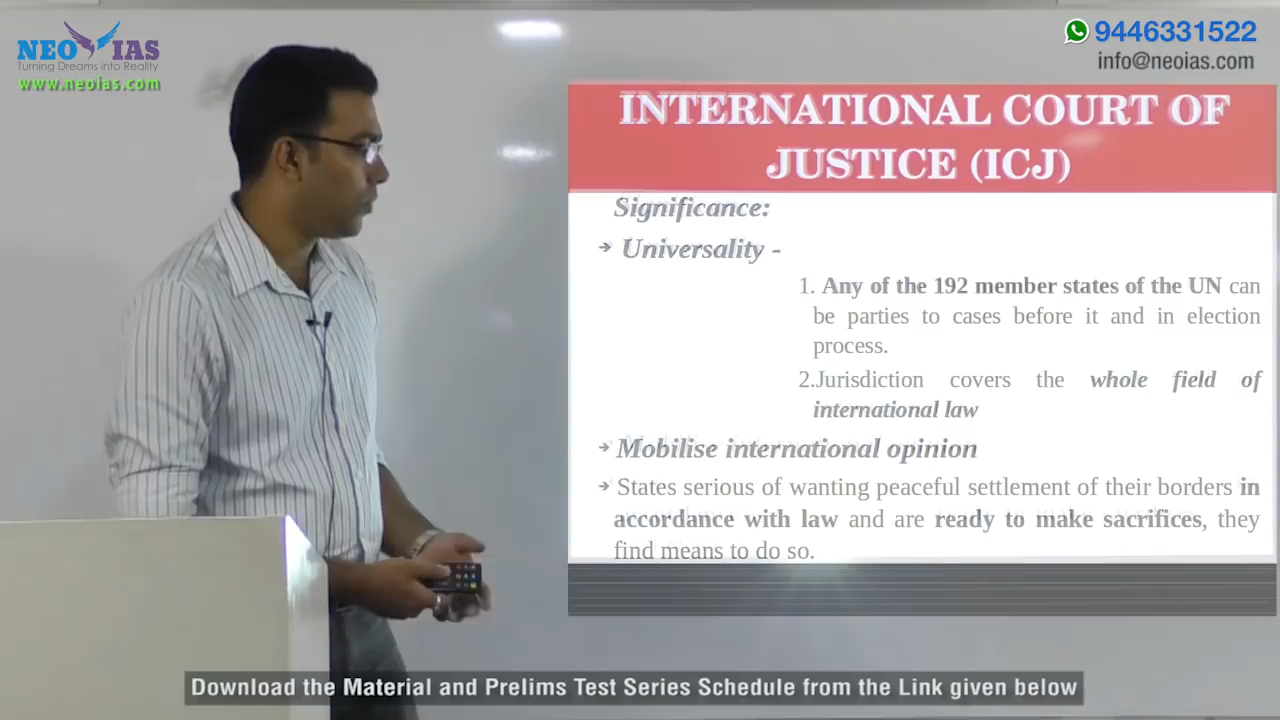 NEO IAS
Turning Dreams into Reality
www.neoias.com
9446331522
info@neoias.com
INTERNATIONAL COURT OF
JUSTICE (ICJ)
Significance:
Universality -
1. Any of the 192 member states of the UN can
be parties to cases before it and in election
process.
2.Jurisdiction covers the whole field of
international law
Mobilise international opinion
States serious of wanting peaceful settlement of their borders in
accordance with law and are ready to make sacrifices, they
find means to do so.
Download the Material and Prelims Test Series Schedule from the Link given below